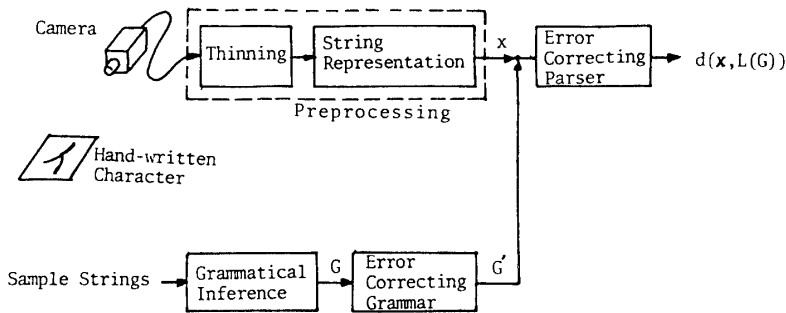 Camera
Thinning
String
Representation
x
Error
Correcting
Parser
d(x,L(G))
Preprocessing
Hand-written
Character
Sample Strings
Grammatical
Inference
G
Error
Correcting
Grammar
G′